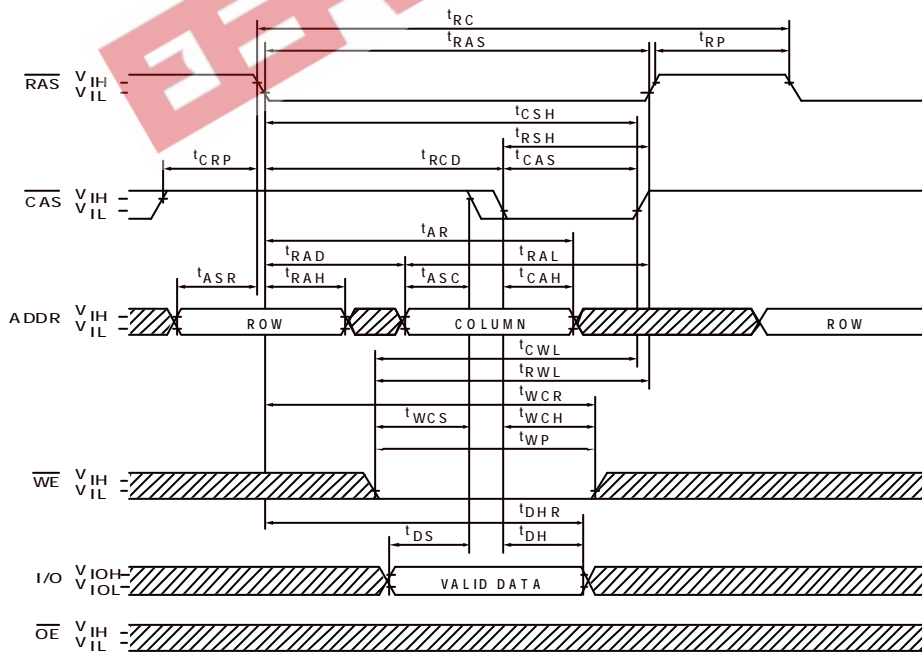 tRC
tRAS tRP
RAS VIH
VIL
tCSH
tRSH
tCRP tRCD tCAS
CAS VIH
VIL
tAR
tRAD tRAL
tASR tRAH tASC tCAH
ADDR VIH
VIL
ROW COLUMN ROW
tCWL
tRWL
tWCR
tWCS tWCH
tWP
WE VIH
VIL
tDHR
tDS tDH
I/O VIOH
VIOL
VALID DATA
OE VIH
VIL